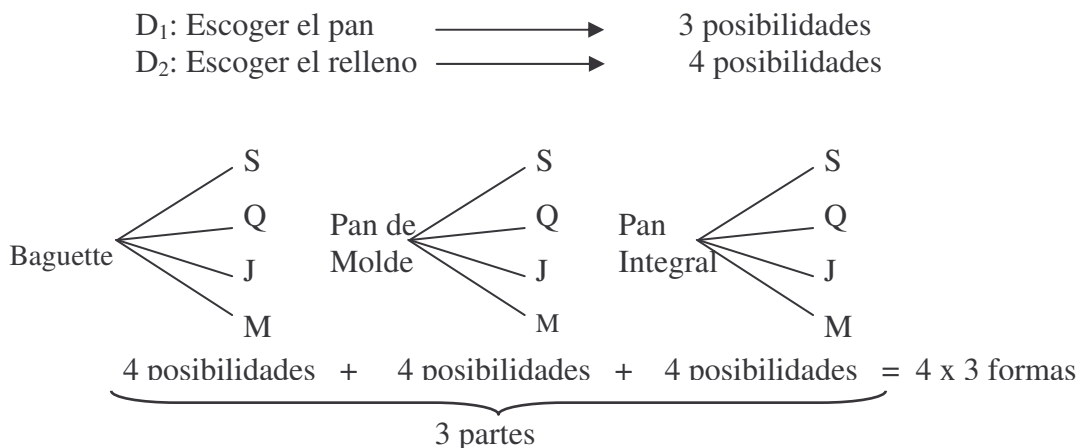 D₁: Escoger el pan 3 posibilidades
D₂: Escoger el relleno 4 posibilidades
S S S
Q Q Q
Baguette Pan de Molde Pan Integral
J J J
M M M
4 posibilidades + 4 posibilidades + 4 posibilidades = 4 x 3 formas
3 partes